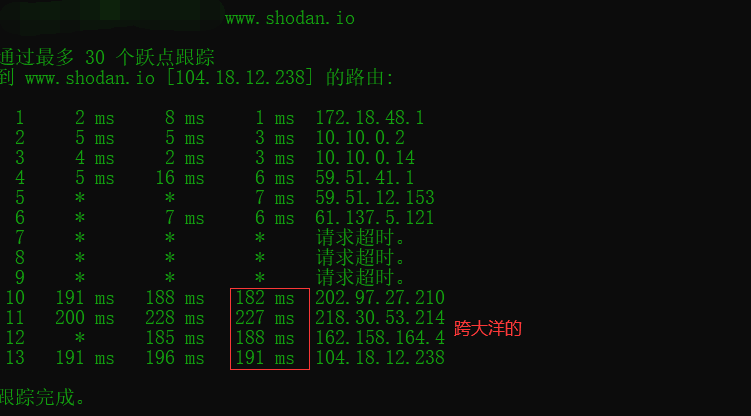 www.shodan.io
通过最多 30 个跃点跟踪
到 www.shodan.io [104.18.12.238] 的路由:
1 2 ms 8 ms 1 ms 172.18.48.1
2 5 ms 5 ms 3 ms 10.10.0.2
3 4 ms 2 ms 3 ms 10.10.0.14
4 5 ms 16 ms 6 ms 59.51.41.1
5 * * 7 ms 59.51.12.153
6 * 7 ms 6 ms 61.137.5.121
7 * * * 请求超时。
8 * * * 请求超时。
9 * * * 请求超时。
10 191 ms 188 ms 182 ms 202.97.27.210
11 200 ms 228 ms 227 ms 218.30.53.214
跨大洋的
12 * 185 ms 188 ms 162.158.164.4
13 191 ms 196 ms 191 ms 104.18.12.238
跟踪完成。